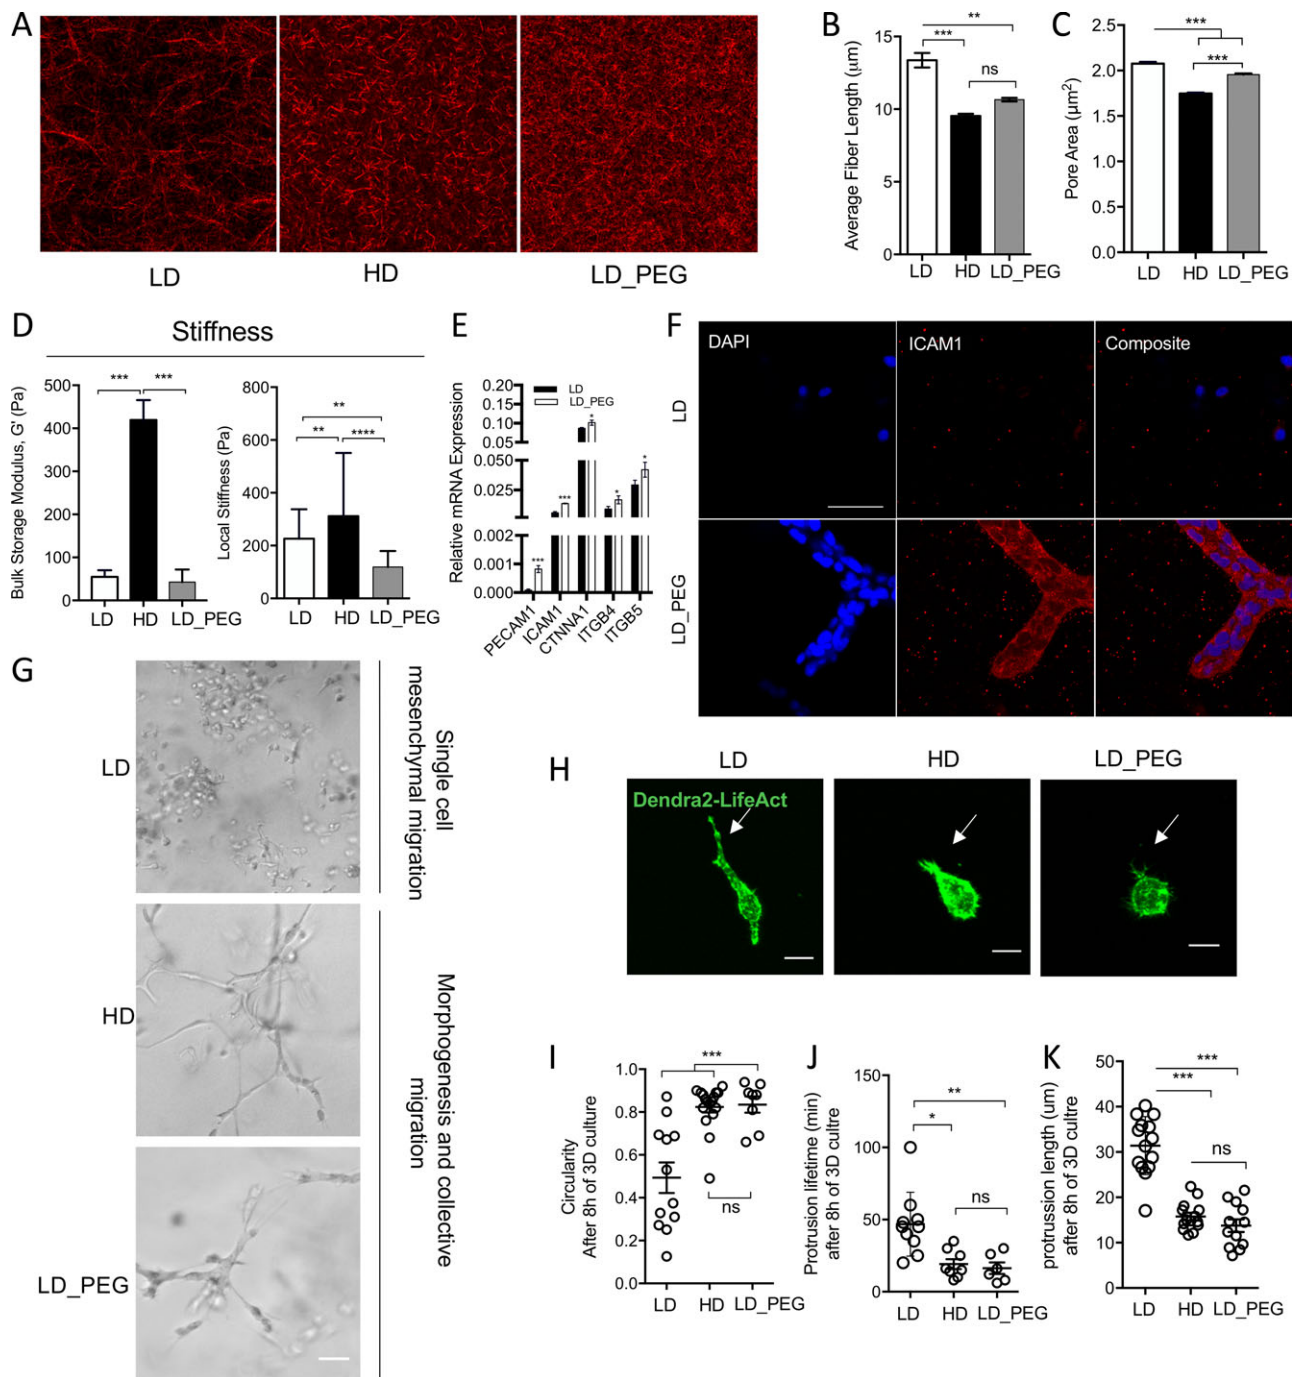 A
LD
HD
LD_PEG
B
Average Fiber Length (μm)
15
10
5
0
**
***
ns
LD
HD
LD_PEG
C
Pore Area (μm²)
2.5
2.0
1.5
2.5
0.0
***
***
LD
HD
LD_PEG
D
Stiffness
Bulk Storage Modulus, G' (Pa)
500
400
300
200
100
0
***
***
LD
HD
LD_PEG
Local Stiffness (Pa)
800
600
400
200
0
**
**
****
LD
HD
LD_PEG
E
Relative mRNA Expression
0.20
0.15
0.10
0.05
0.050
0.025
0.002
0.001
0.000
LD
LD_PEG
***
***
*
*
*
PECAM1
ICAM1
CTNNA1
ITGB4
ITGB5
F
DAPI
ICAM1
Composite
LD
LD_PEG
G
LD
HD
LD_PEG
Single cell
mesenchymal migration
Morphogenesis and collective
migration
H
LD
HD
LD_PEG
Dendra2-LifeAct
I
Circularity
After 8h of 3D culture
1.0
0.8
0.6
0.4
0.2
0.0
***
ns
LD
HD
LD_PEG
J
Protrusion lifetime (min)
after 8h of 3D cultre
150
100
50
0
**
*
ns
LD
HD
LD_PEG
K
protrussion length (um)
after 8h of 3D cultre
50
40
30
20
10
0
***
***
ns
LD
HD
LD_PEG